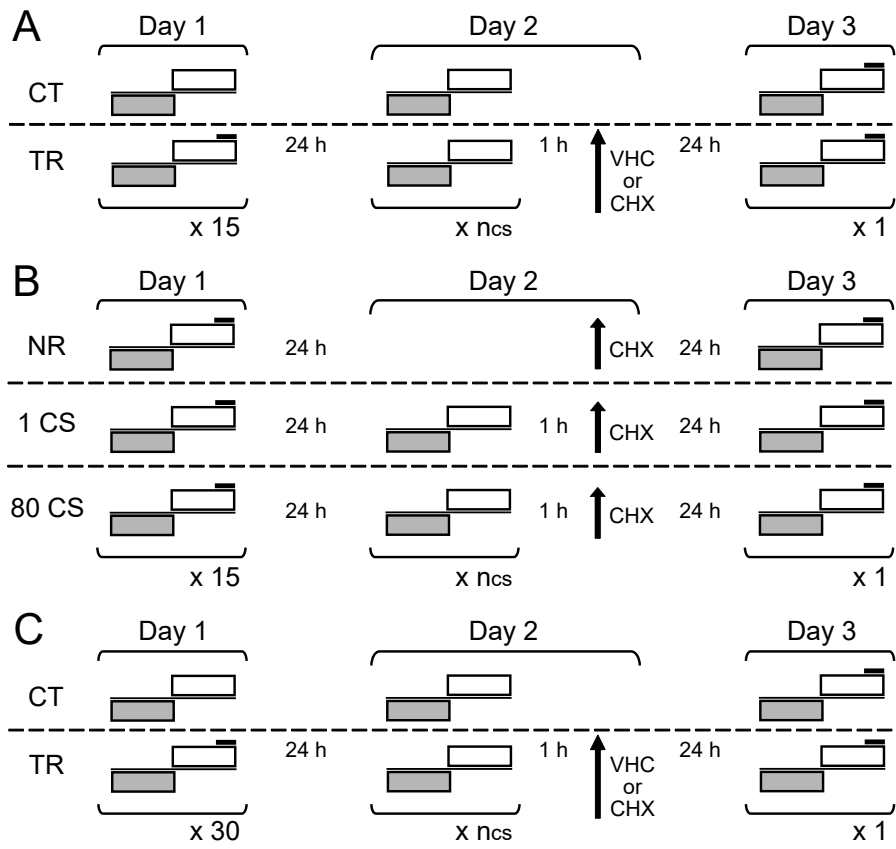 A
Day 1 Day 2 Day 3
CT
24 h 1 h 24 h
TR VHC
or
CHX
x 15 x ncs x 1
B
Day 1 Day 2 Day 3
NR 24 h CHX 24 h
1 CS 24 h 1 h CHX 24 h
80 CS 24 h 1 h CHX 24 h
x 15 x ncs x 1
C
Day 1 Day 2 Day 3
CT
24 h 1 h 24 h
TR VHC
or
CHX
x 30 x ncs x 1